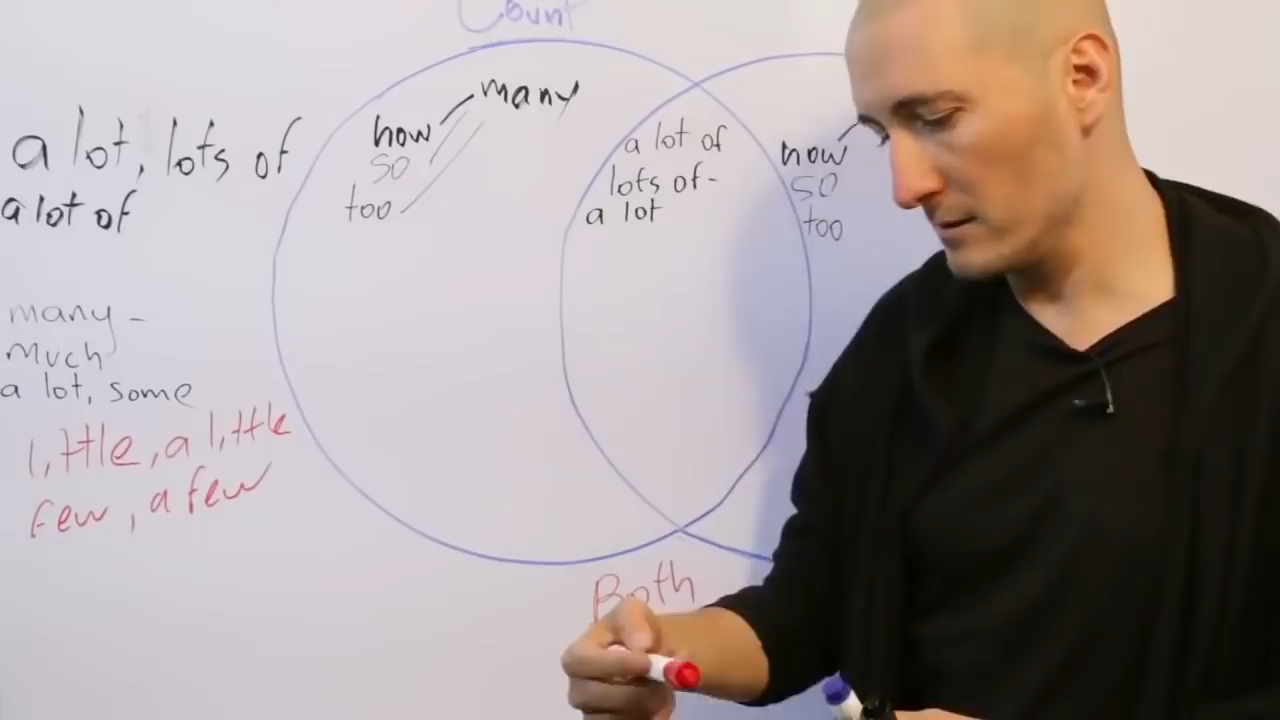 Count
a lot, lots of
a lot of
many -
much
a lot, some
little, a little
few, a few
many
how
so
too
a lot of
lots of -
a lot
how
so
too
Both